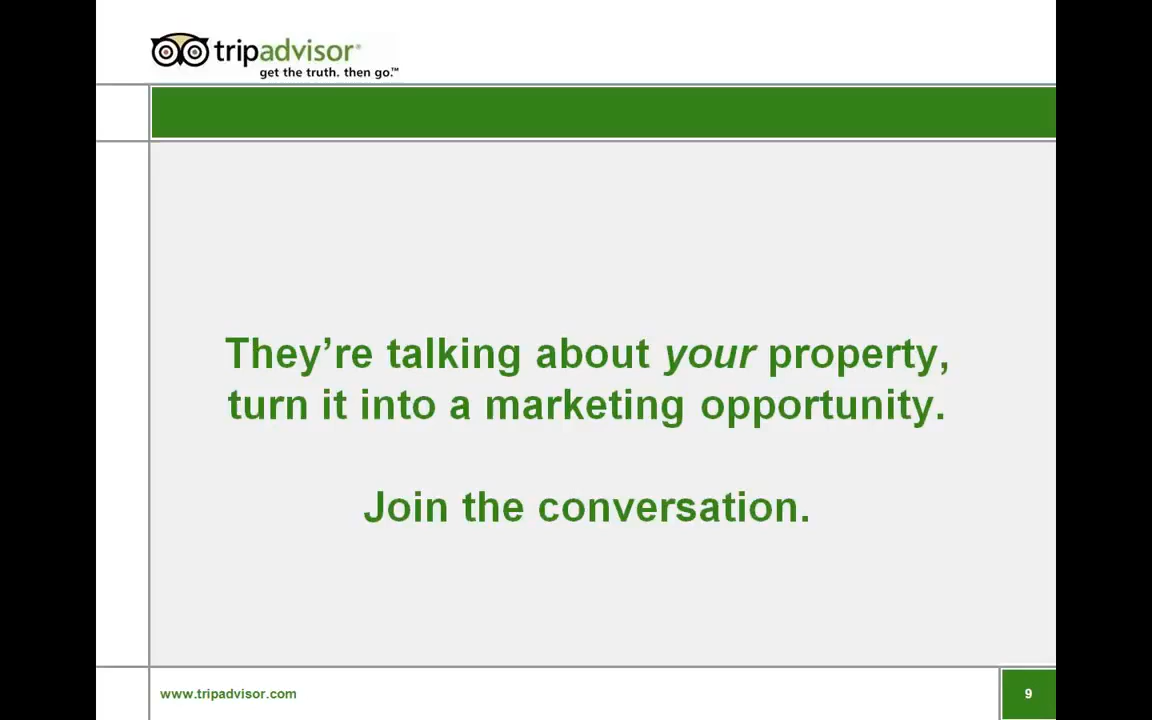 tripadvisor®
get the truth. then go.™
They’re talking about your property,
turn it into a marketing opportunity.
Join the conversation.
www.tripadvisor.com
9